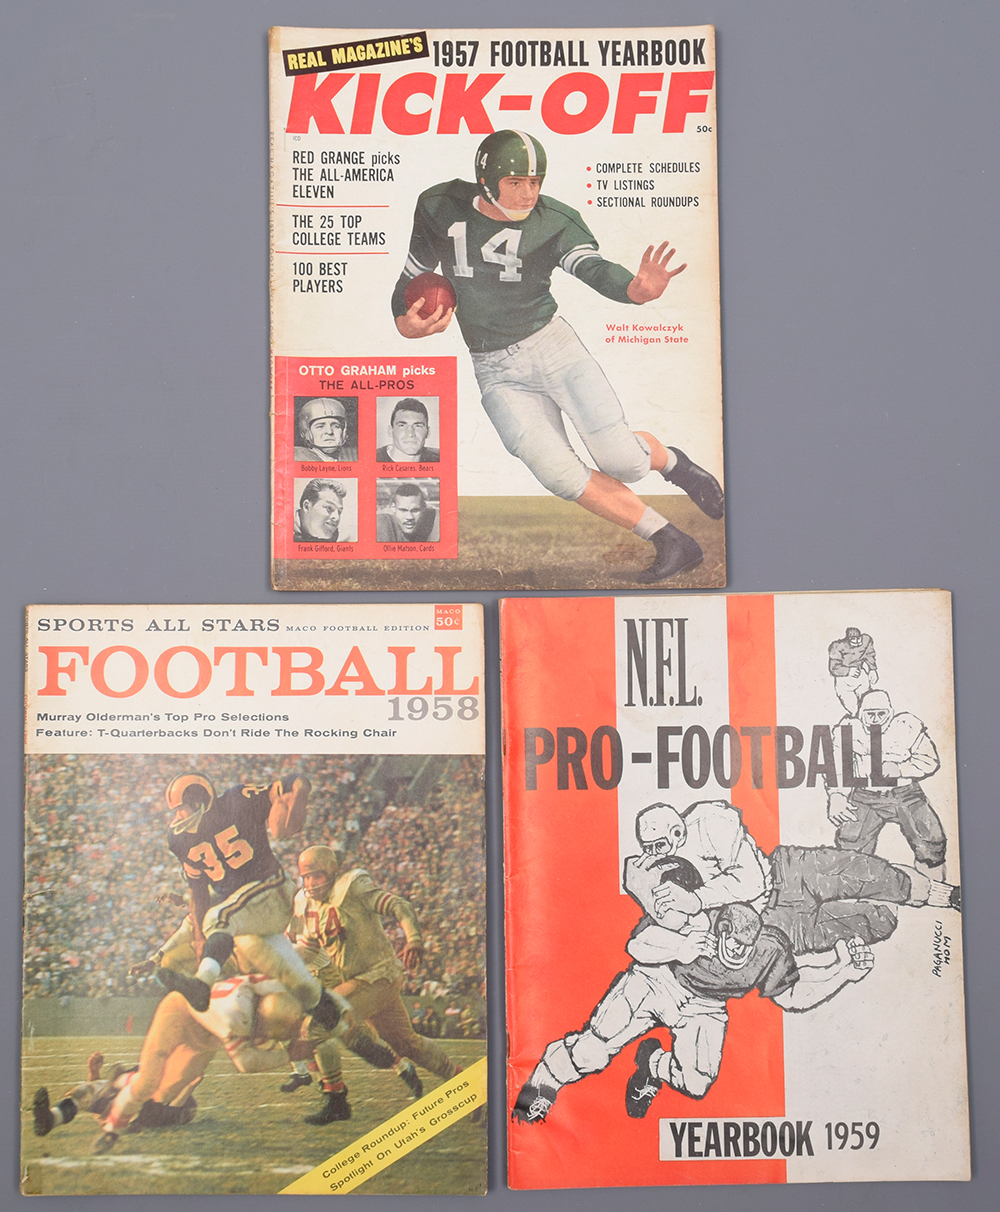 REAL MAGAZINE'S
1957 FOOTBALL YEARBOOK
KICK-OFF
50¢
ICD
RED GRANGE picks
THE ALL-AMERICA
ELEVEN
THE 25 TOP
COLLEGE TEAMS
100 BEST
PLAYERS
• COMPLETE SCHEDULES
• TV LISTINGS
• SECTIONAL ROUNDUPS
14
14
Walt Kowalczyk
of Michigan State
OTTO GRAHAM picks
THE ALL-PROS
Bobby Layne, Lions
Rick Casares, Bears
Frank Gifford, Giants
Ollie Matson, Cards
SPORTS ALL STARS MACO FOOTBALL EDITION
MACO
50¢
FOOTBALL
1958
Murray Olderman's Top Pro Selections
Feature: T-Quarterbacks Don't Ride The Rocking Chair
35
College Roundup: Future Pros
Spotlight On Utah's Grosscup
N.F.L.
PRO-FOOTBALL
PAGANUCCI
HOM
YEARBOOK 1959